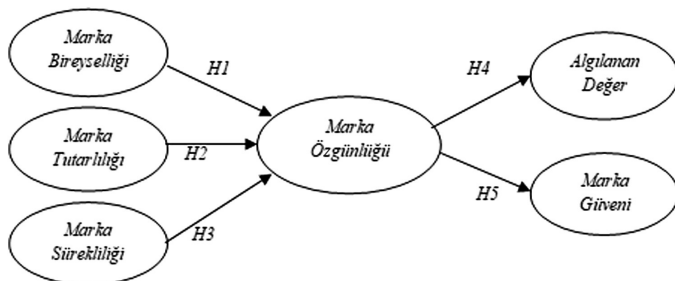 Marka
Bireyselliği
H1
Marka
Tutarlılığı
H2
Marka
Sürekliliği
H3
Marka
Özgünlüğü
H4
Algılanan
Değer
H5
Marka
Güveni